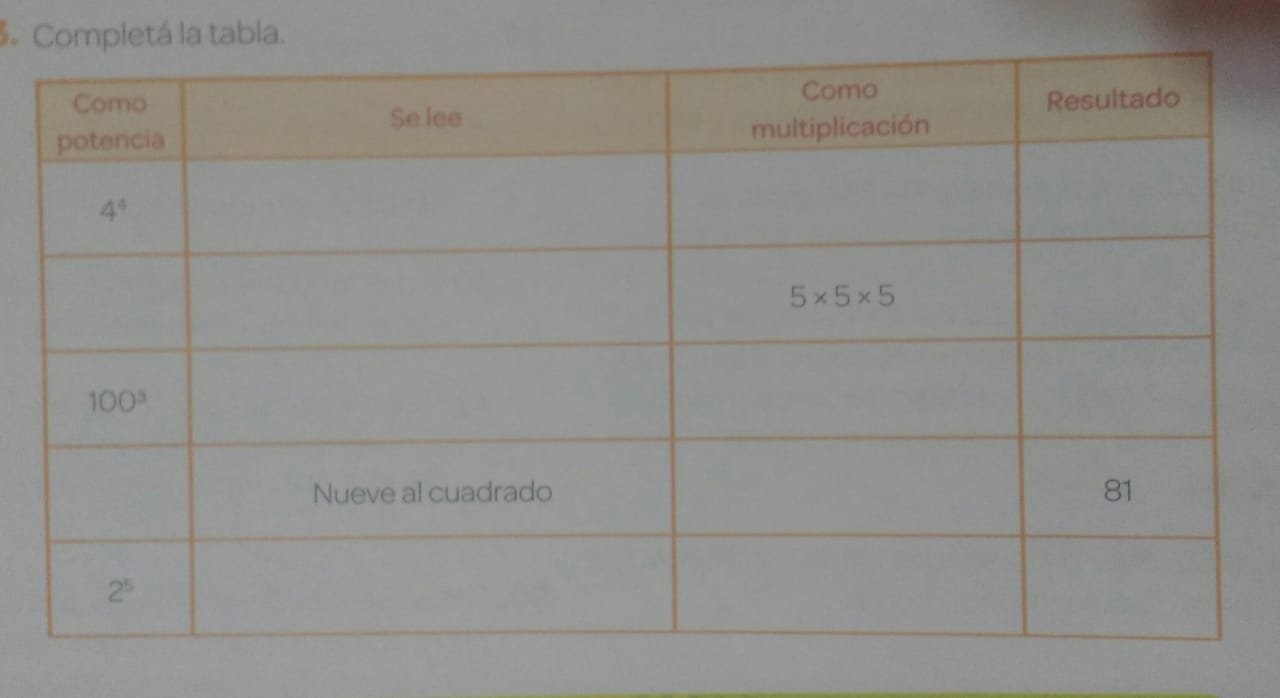 3. Completá la tabla.
Como potencia
Se lee
Como multiplicación
Resultado
4⁴
5 × 5 × 5
100³
Nueve al cuadrado
81
2⁵